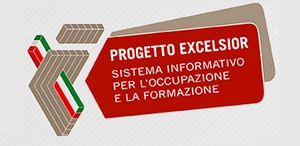 PROGETTO EXCELSIOR
SISTEMA INFORMATIVO
PER L'OCCUPAZIONE
E LA FORMAZIONE